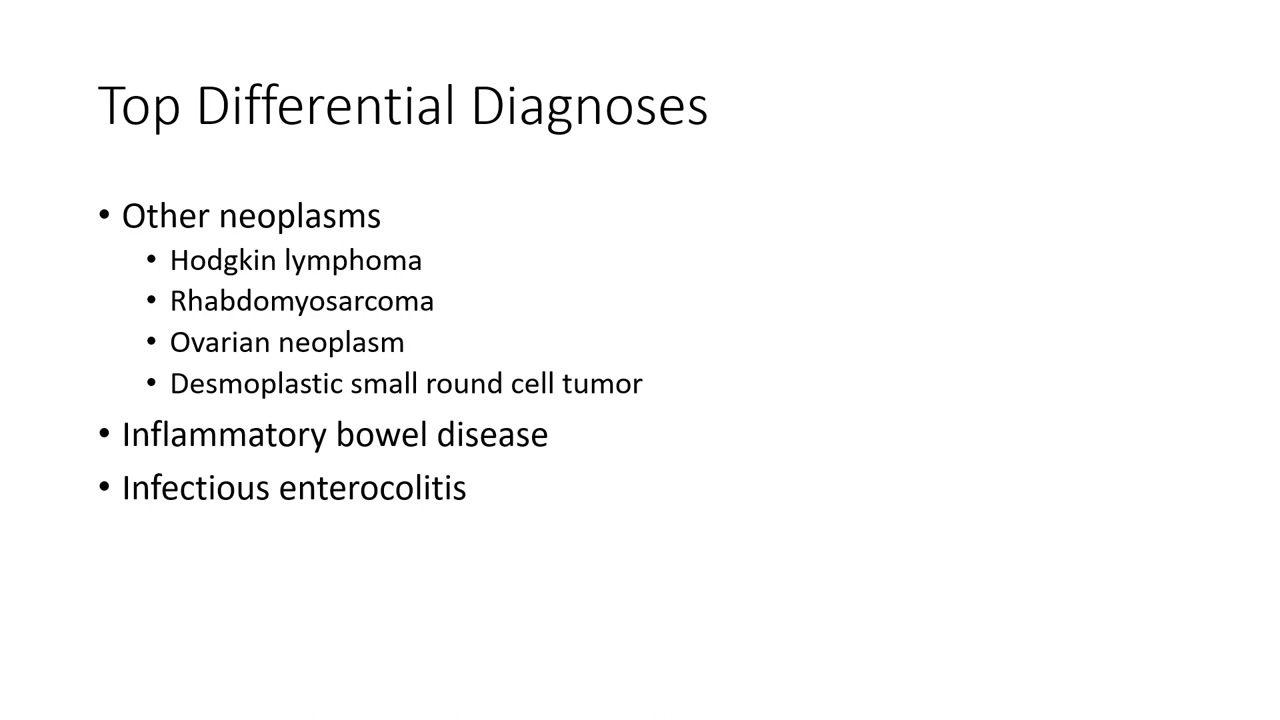 Top Differential Diagnoses
• Other neoplasms
• Hodgkin lymphoma
• Rhabdomyosarcoma
• Ovarian neoplasm
• Desmoplastic small round cell tumor
• Inflammatory bowel disease
• Infectious enterocolitis